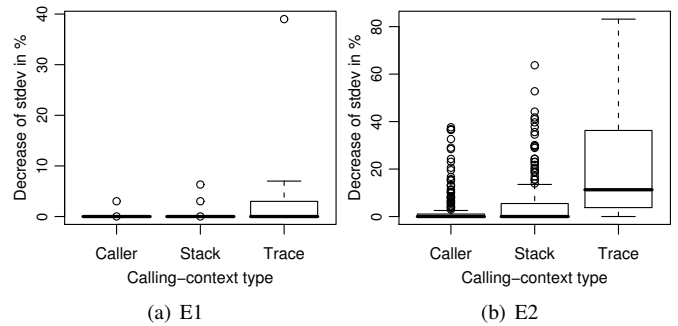 Decrease of stdev in %
40
30
20
10
0
Caller
Stack
Trace
Calling−context type
(a) E1
Decrease of stdev in %
80
60
40
20
0
Caller
Stack
Trace
Calling−context type
(b) E2